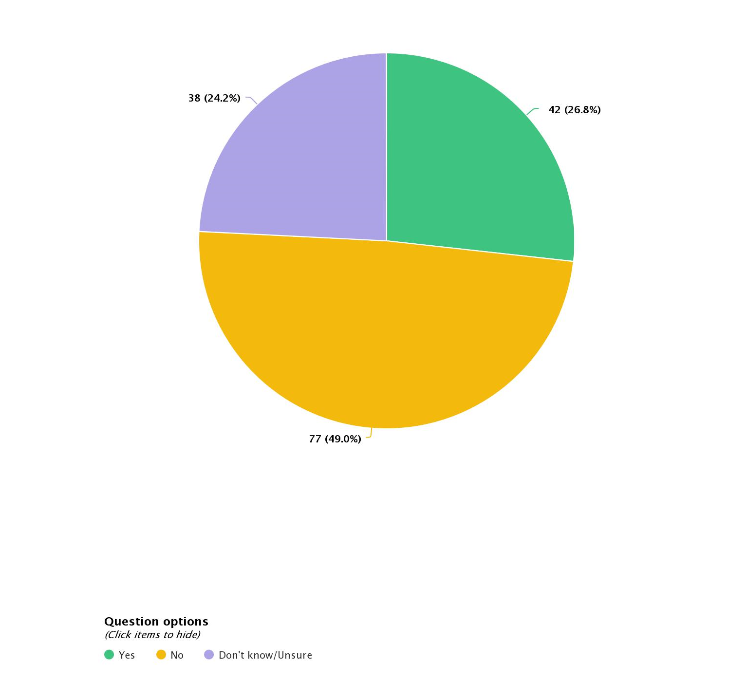 38 (24.2%)
42 (26.8%)
77 (49.0%)
Question options
(Click items to hide)
Yes No Don't know/Unsure